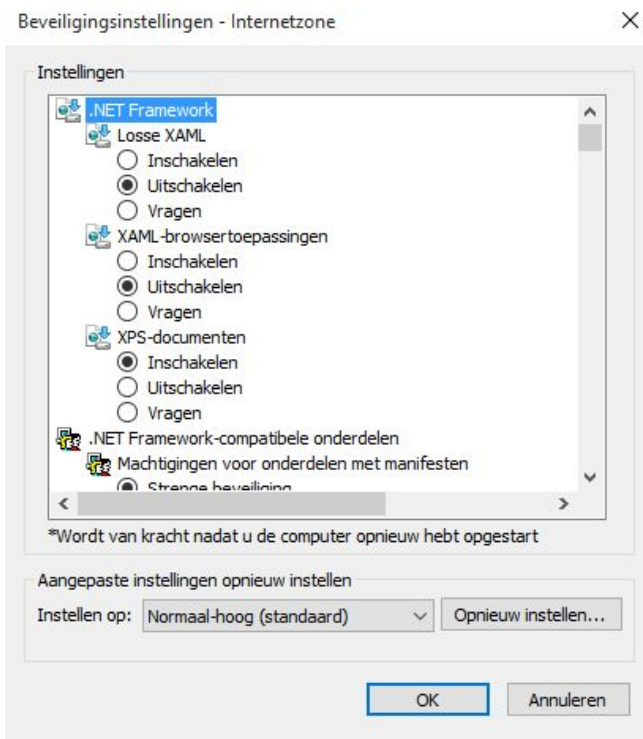 Beveiligingsinstellingen - Internetzone
Instellingen
.NET Framework
Losse XAML
Inschakelen
Uitschakelen
Vragen
XAML-browsertoepassingen
Inschakelen
Uitschakelen
Vragen
XPS-documenten
Inschakelen
Uitschakelen
Vragen
.NET Framework-compatibele onderdelen
Machtigingen voor onderdelen met manifesten
Strenge beveiliging
*Wordt van kracht nadat u de computer opnieuw hebt opgestart
Aangepaste instellingen opnieuw instellen
Instellen op: Normaal-hoog (standaard) Opnieuw instellen...
OK Annuleren